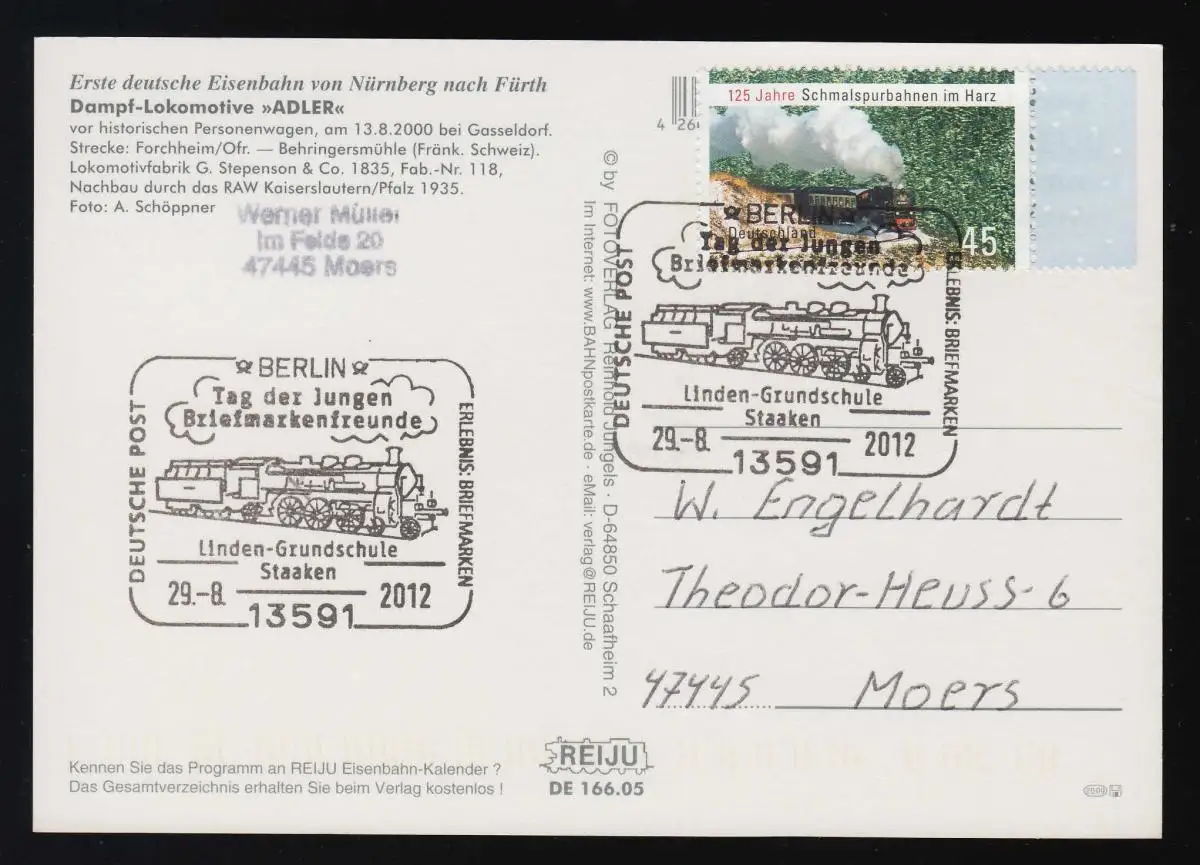 Erste deutsche Eisenbahn von Nürnberg nach Fürth
Dampf-Lokomotive »ADLER«
vor historischen Personenwagen, am 13.8.2000 bei Gasseldorf.
Strecke: Forchheim/Ofr. — Behringersmühle (Fränk. Schweiz).
Lokomotivfabrik G. Stepenson & Co. 1835, Fab.-Nr. 118,
Nachbau durch das RAW Kaiserslautern/Pfalz 1935.
Foto: A. Schöppner
Werner Müller
Im Felde 20
47445 Moers
BERLIN
Tag der Jungen
Briefmarkenfreunde
DEUTSCHE POST
ERLEBNIS: BRIEFMARKEN
Linden-Grundschule
Staaken
29.-8. 2012
13591
Kennen Sie das Programm an REIJU Eisenbahn-Kalender ?
Das Gesamtverzeichnis erhalten Sie beim Verlag kostenlos !
© by FOTOVERLAG Reinhold Jungels · D-64850 Schaafheim 2
Im Internet: www.BAHNpostkarte.de · eMail: verlag@REIJU.de
REIJU
DE 166.05
4 26
125 Jahre Schmalspurbahnen im Harz
Deutschland
45
BERLIN
Tag der Jungen
Briefmarkenfreunde
DEUTSCHE POST
ERLEBNIS: BRIEFMARKEN
Linden-Grundschule
Staaken
29.-8. 2012
13591
W. Engelhardt
Theodor-Heuss-6
47445 Moers